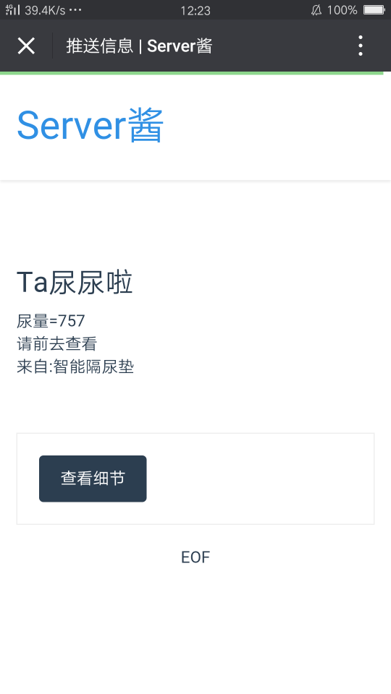 4G 39.4K/s ··· 12:23 100%
推送信息 | Server酱
Server酱
Ta尿尿啦
尿量=757
请前去查看
来自:智能隔尿垫
查看细节
EOF